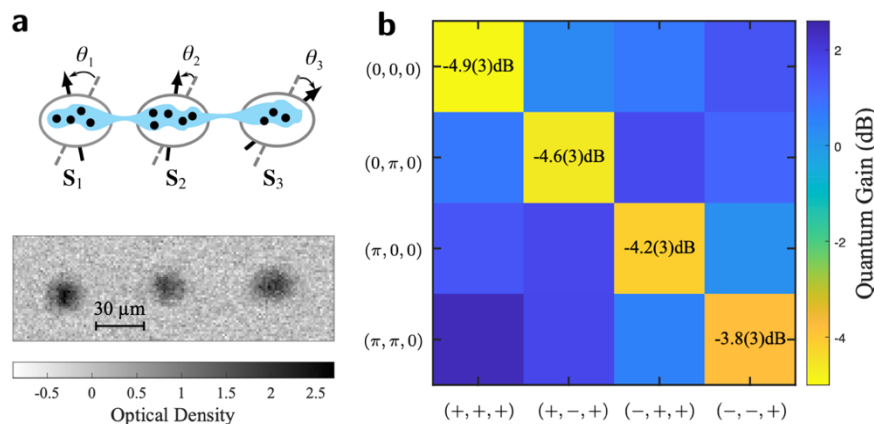 a
θ1
θ2
θ3
S1
S2
S3
30 µm
-0.5 0 0.5 1 1.5 2 2.5
Optical Density
b
(0, 0, 0)
(0, π, 0)
(π, 0, 0)
(π, π, 0)
-4.9(3)dB
-4.6(3)dB
-4.2(3)dB
-3.8(3)dB
(+, +, +) (+, −, +) (−, +, +) (−, −, +)
2
0
-2
-4
Quantum Gain (dB)